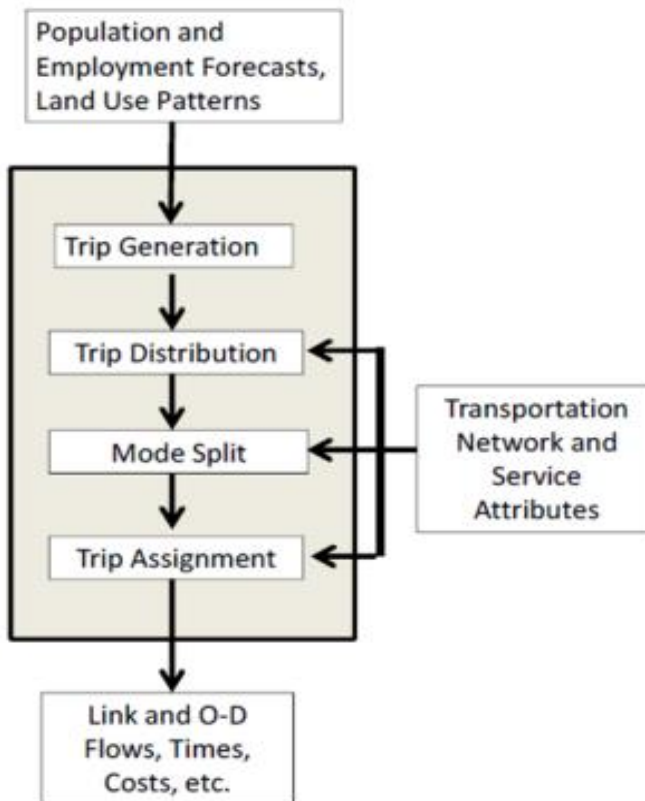 Population and
Employment Forecasts,
Land Use Patterns
Trip Generation
Trip Distribution
Mode Split
Trip Assignment
Transportation
Network and
Service
Attributes
Link and O-D
Flows, Times,
Costs, etc.